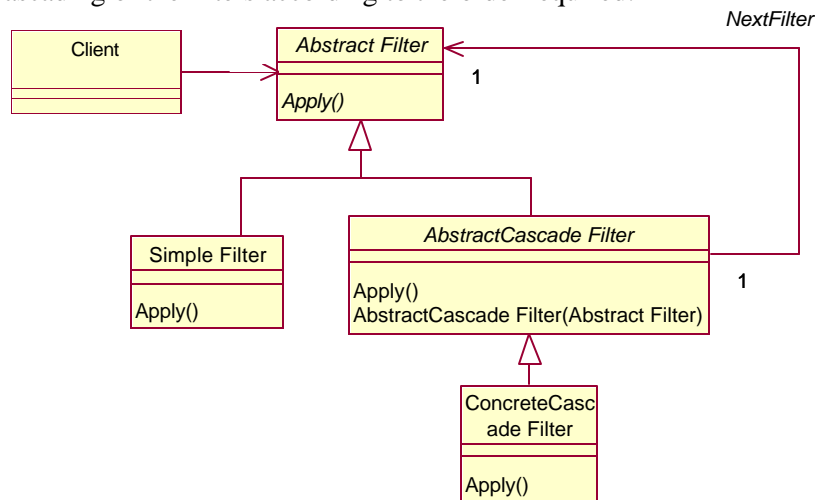 NextFilter
Client
Abstract Filter
1
Apply()
Simple Filter
Apply()
AbstractCascade Filter
1
Apply()
AbstractCascade Filter(Abstract Filter)
ConcreteCasc
ade Filter
Apply()